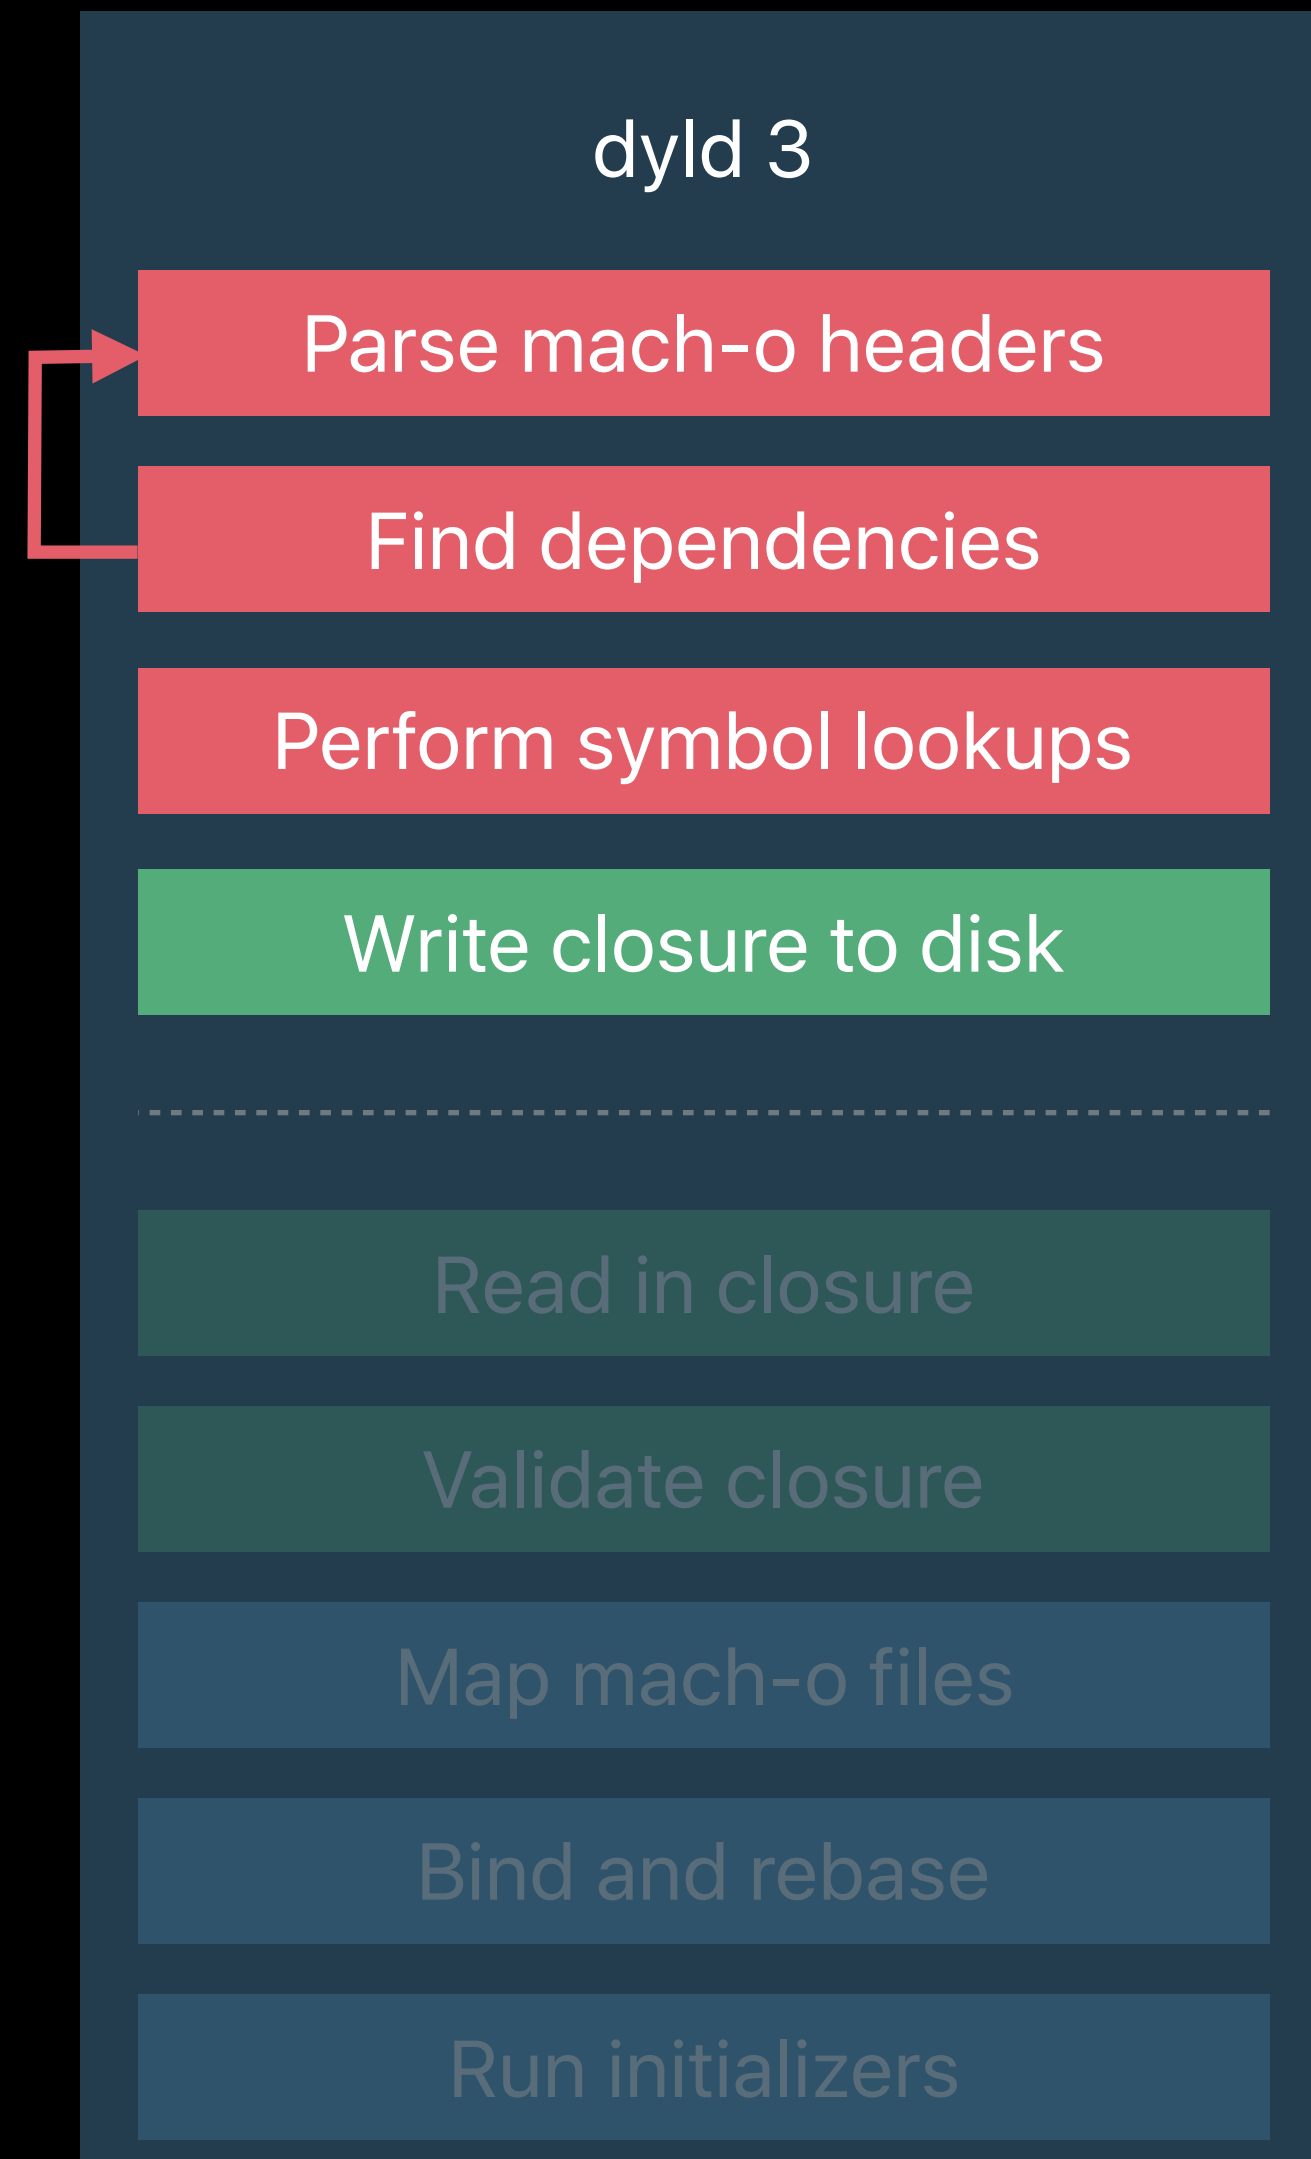 dyld 3
Parse mach-o headers
Find dependencies
Perform symbol lookups
Write closure to disk
Read in closure
Validate closure
Map mach-o files
Bind and rebase
Run initializers